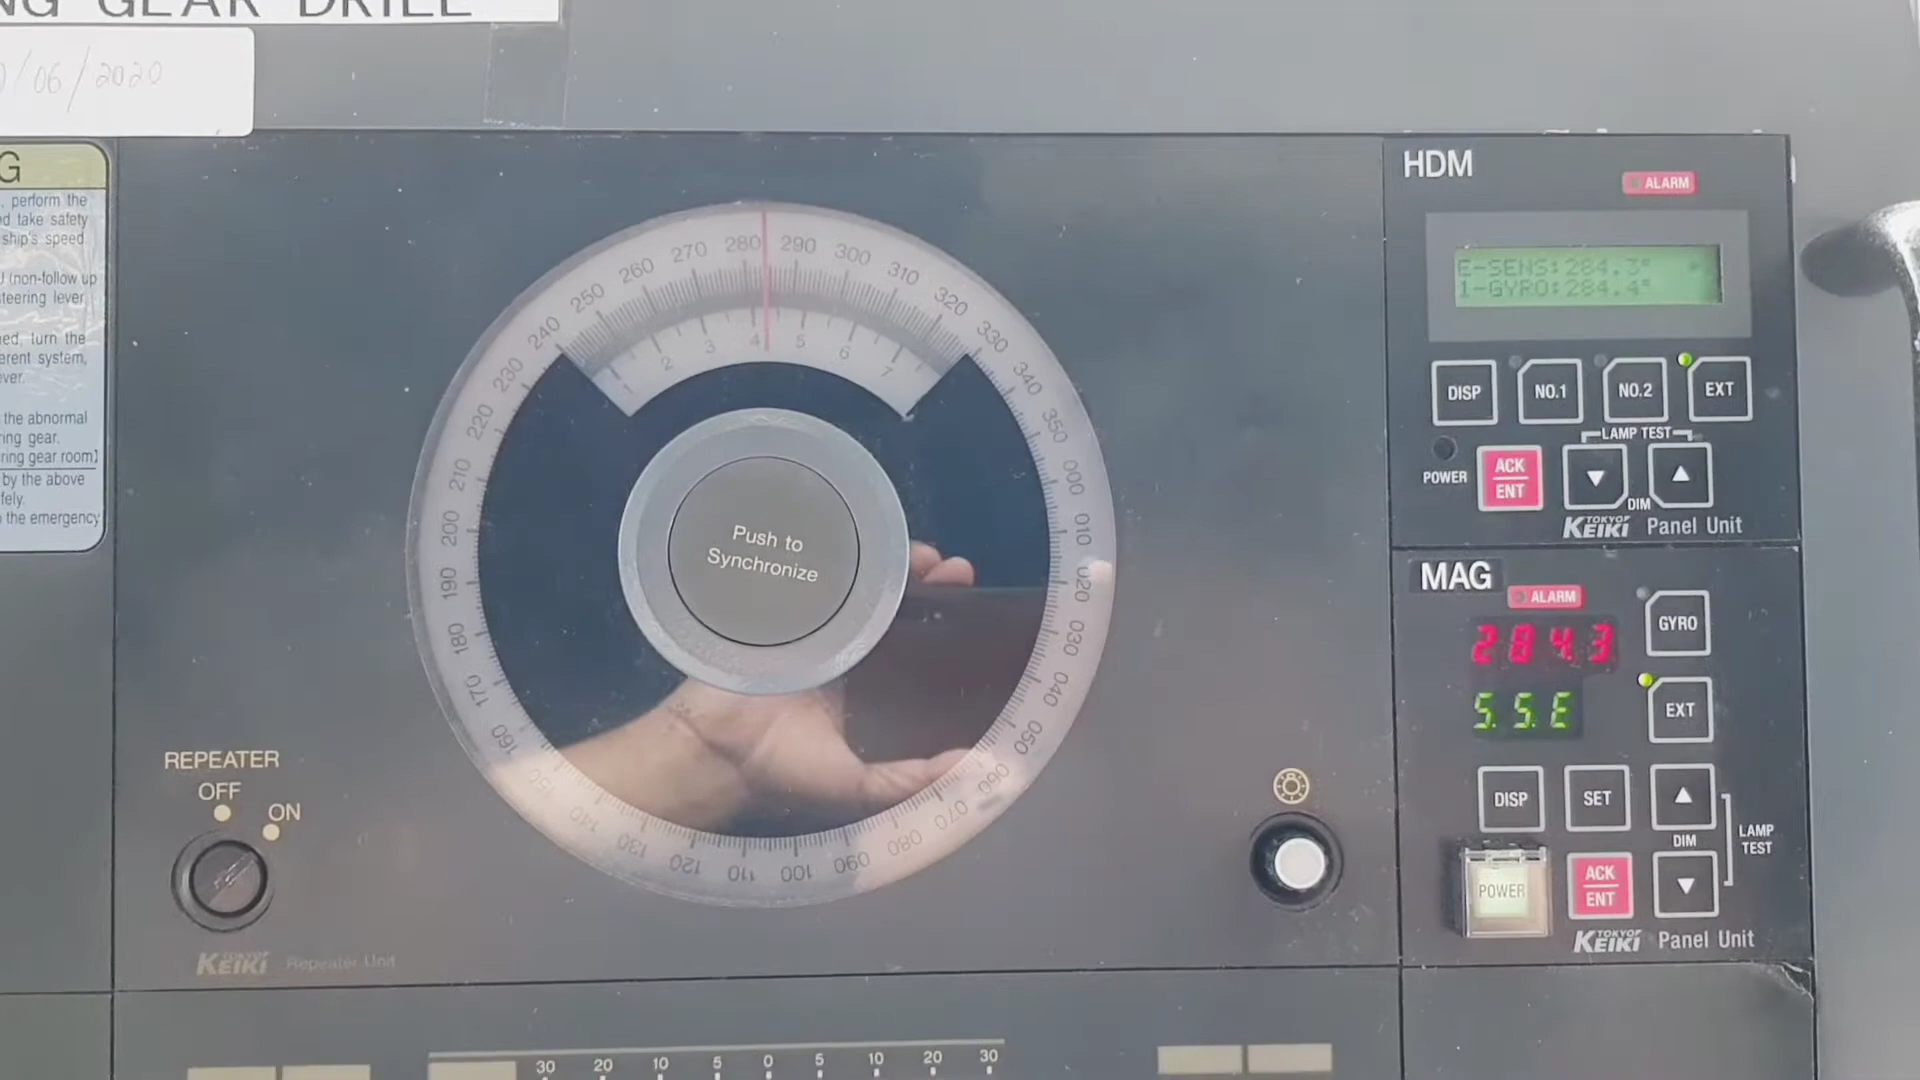 NG GEAR DRILL
/06/2020
G
. perform the
d take safety
ship's speed
(non-follow up
teering lever
ed, turn the
erent system,
ver.
the abnormal
ring gear.
ring gear room]
by the above
fely.
the emergency
240 250 260 270 280 290 300 310 320 330 340 350 000 010 020 030 040 050 060 070 080 090 100 110 120 130 140 150 160 170 180 190 200 210 220 230
1 2 3 4 5 6 7
Push to
Synchronize
REPEATER
OFF
ON
TOKYO
KEIKI Repeater Unit
30 20 10 5 0 5 10 20 30
HDM
ALARM
E-SENS:284.3°
1-GYRO:284.4°
DISP NO.1 NO.2 EXT
LAMP TEST
POWER
ACK
ENT
▼ ▲
DIM
TOKYO
KEIKI Panel Unit
MAG
ALARM
GYRO
284.3
S.S.E
EXT
DISP SET ▲
DIM
LAMP
TEST
POWER
ACK
ENT
▼
TOKYO
KEIKI Panel Unit